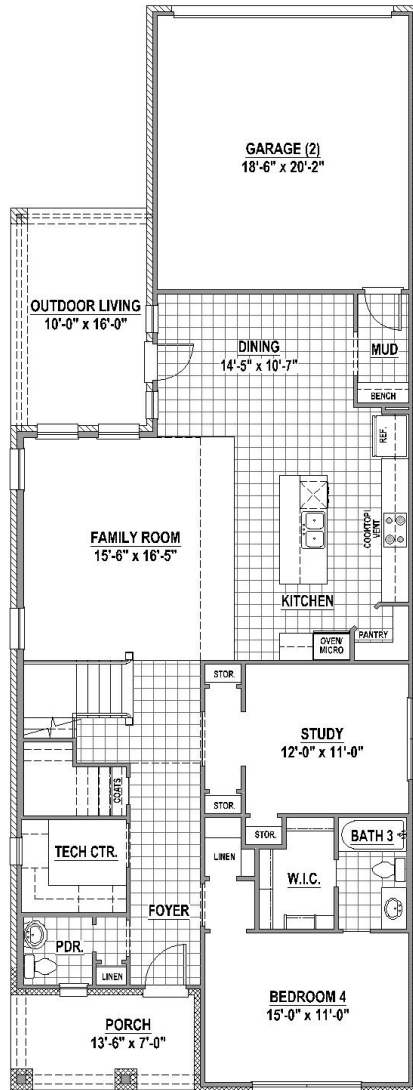 GARAGE (2)
18'-6" x 20'-2"
OUTDOOR LIVING
10'-0" x 16'-0"
DINING
14'-5" x 10'-7"
MUD
BENCH
REF.
FAMILY ROOM
15'-6" x 16'-5"
COOKTOP/
VENT
KITCHEN
OVEN/
MICRO
PANTRY
STOR.
STUDY
12'-0" x 11'-0"
COATS
STOR.
STOR.
BATH 3
TECH CTR.
LINEN
W.I.C.
FOYER
PDR.
LINEN
BEDROOM 4
15'-0" x 11'-0"
PORCH
13'-6" x 7'-0"